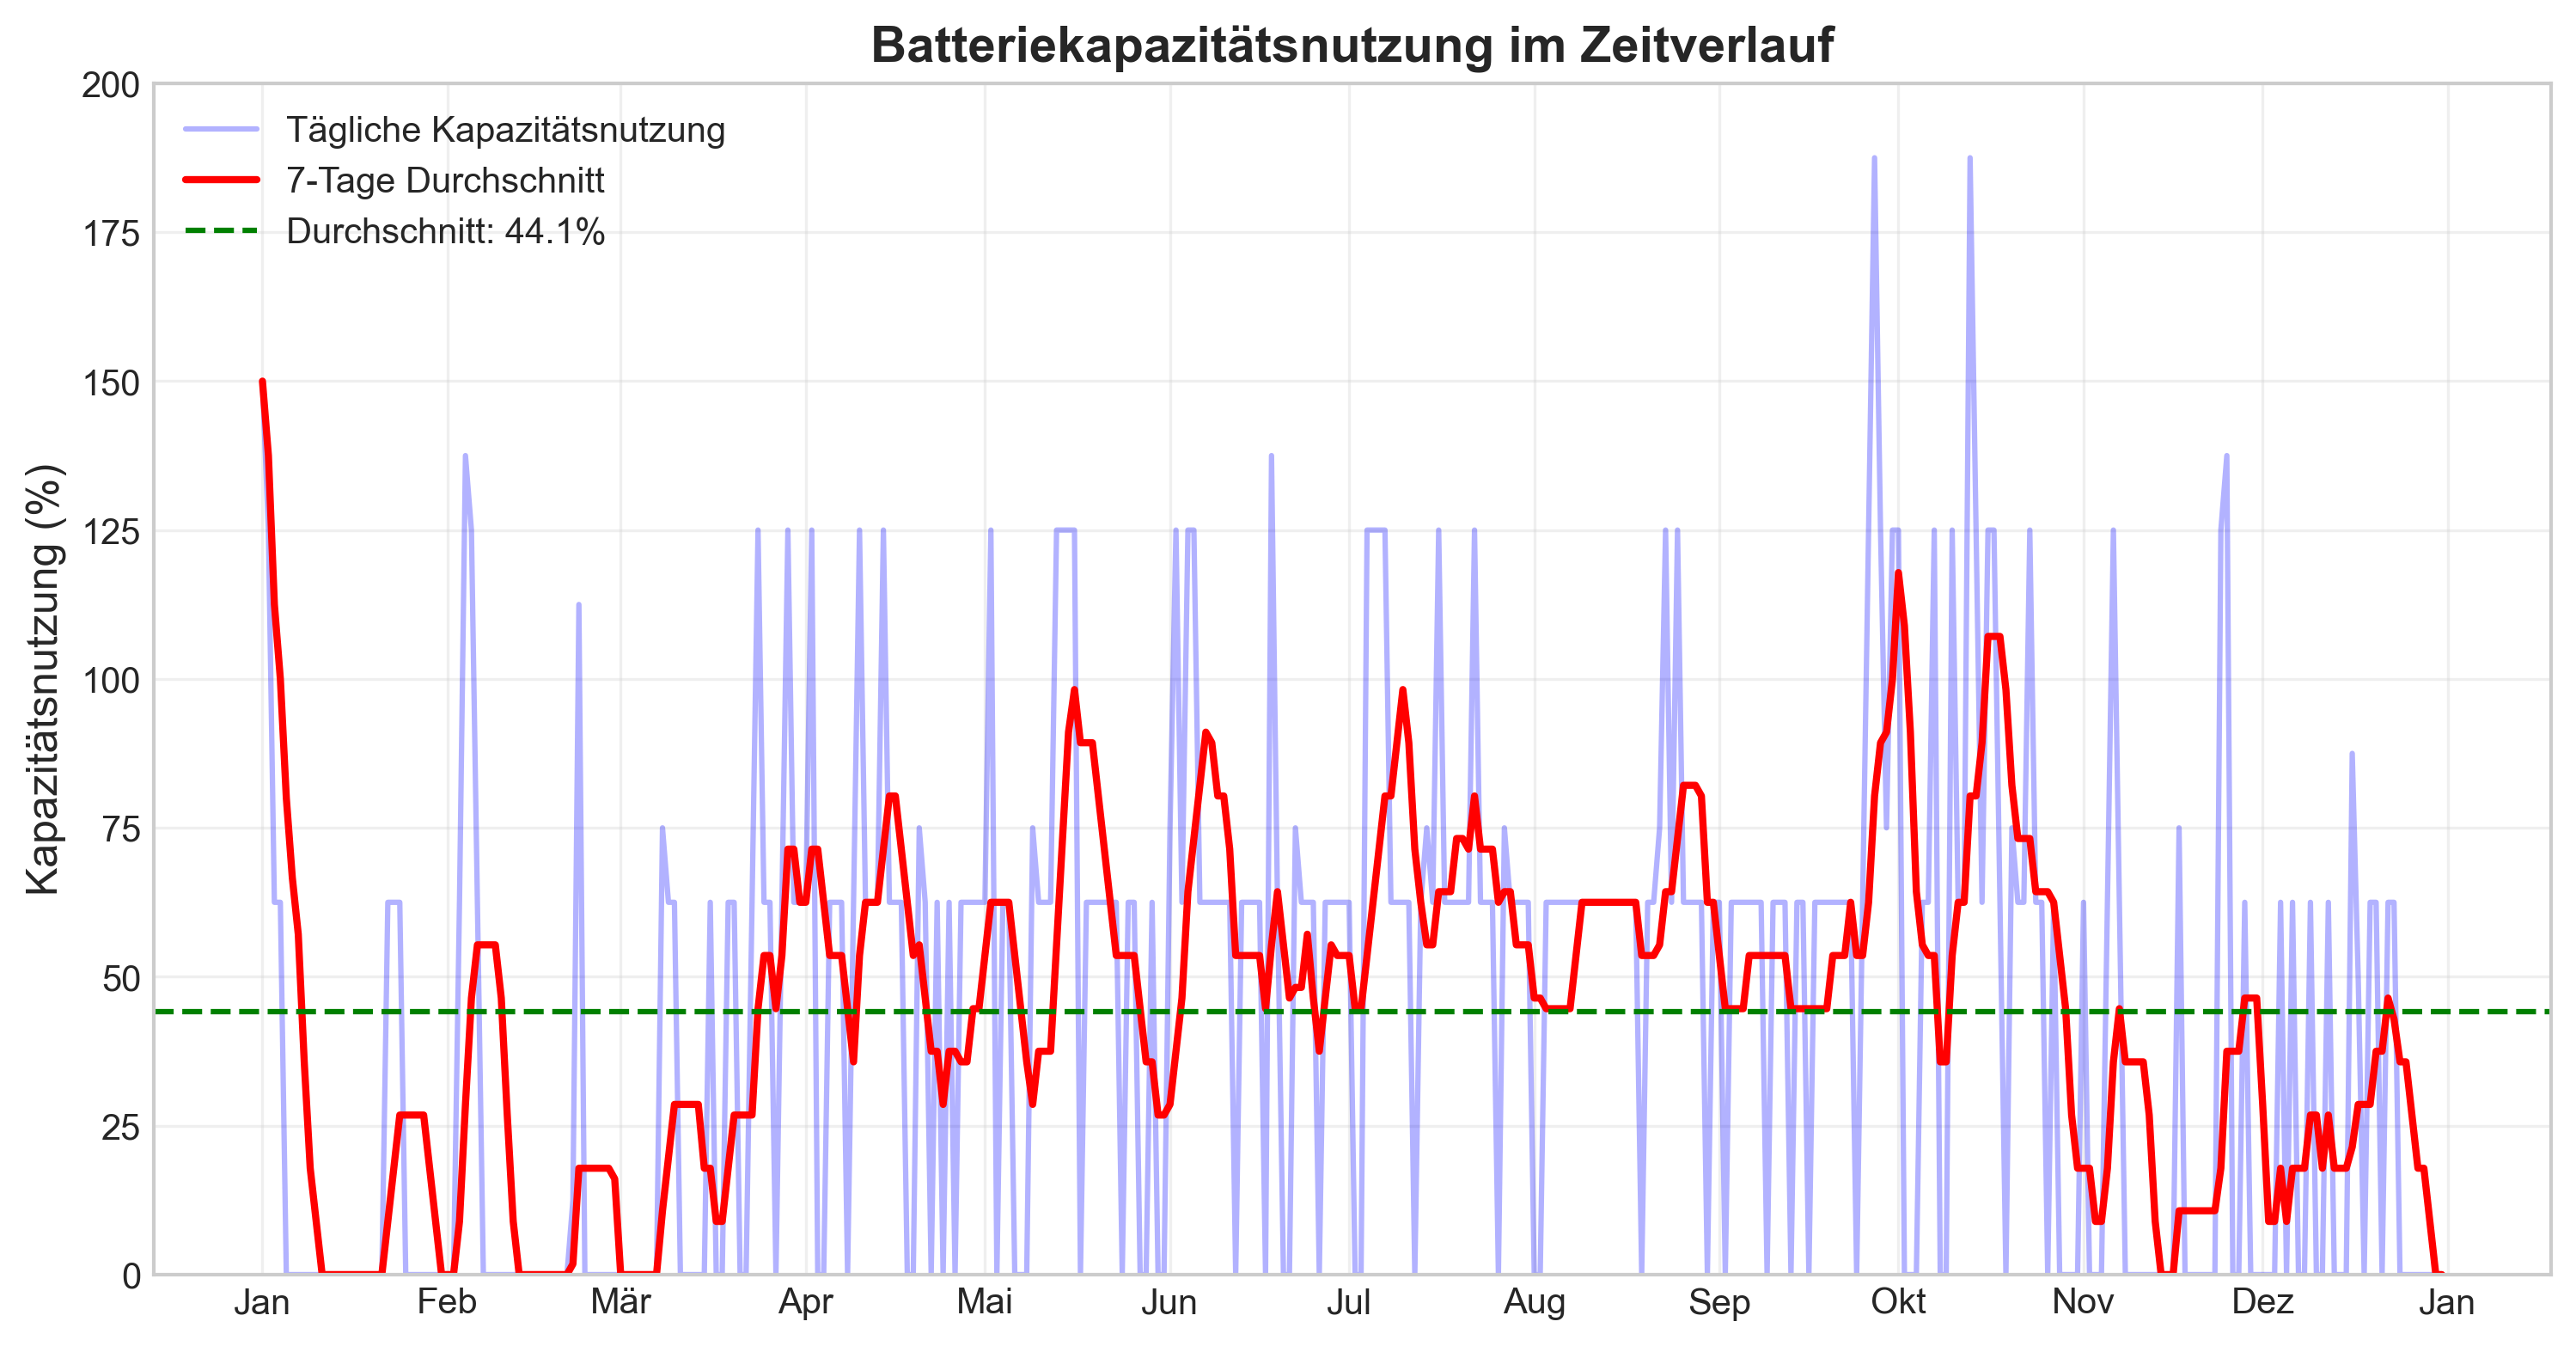 Batteriekapazitätsnutzung im Zeitverlauf
Tägliche Kapazitätsnutzung
7-Tage Durchschnitt
Durchschnitt: 44.1%
Kapazitätsnutzung (%)
200
175
150
125
100
75
50
25
0
Jan Feb Mär Apr Mai Jun Jul Aug Sep Okt Nov Dez Jan